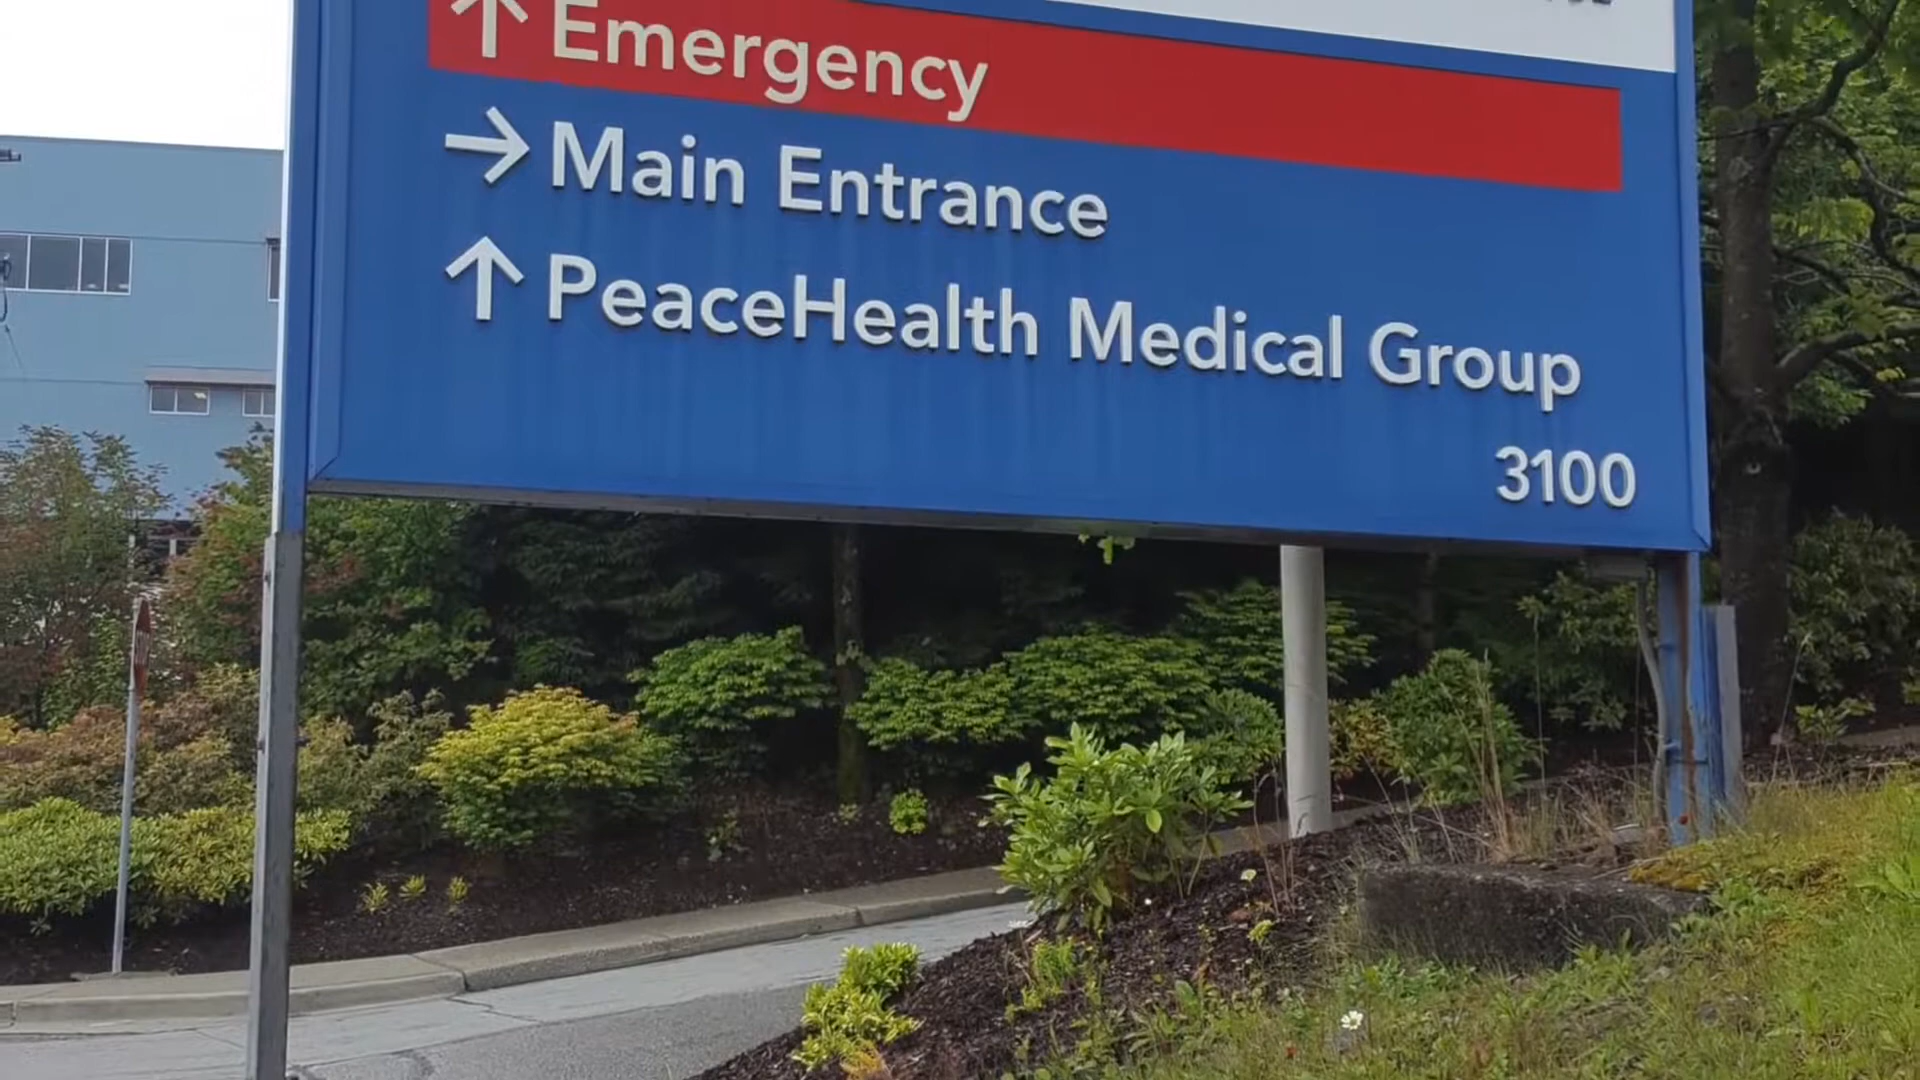 ↑ Emergency
→ Main Entrance
↑ PeaceHealth Medical Group
3100